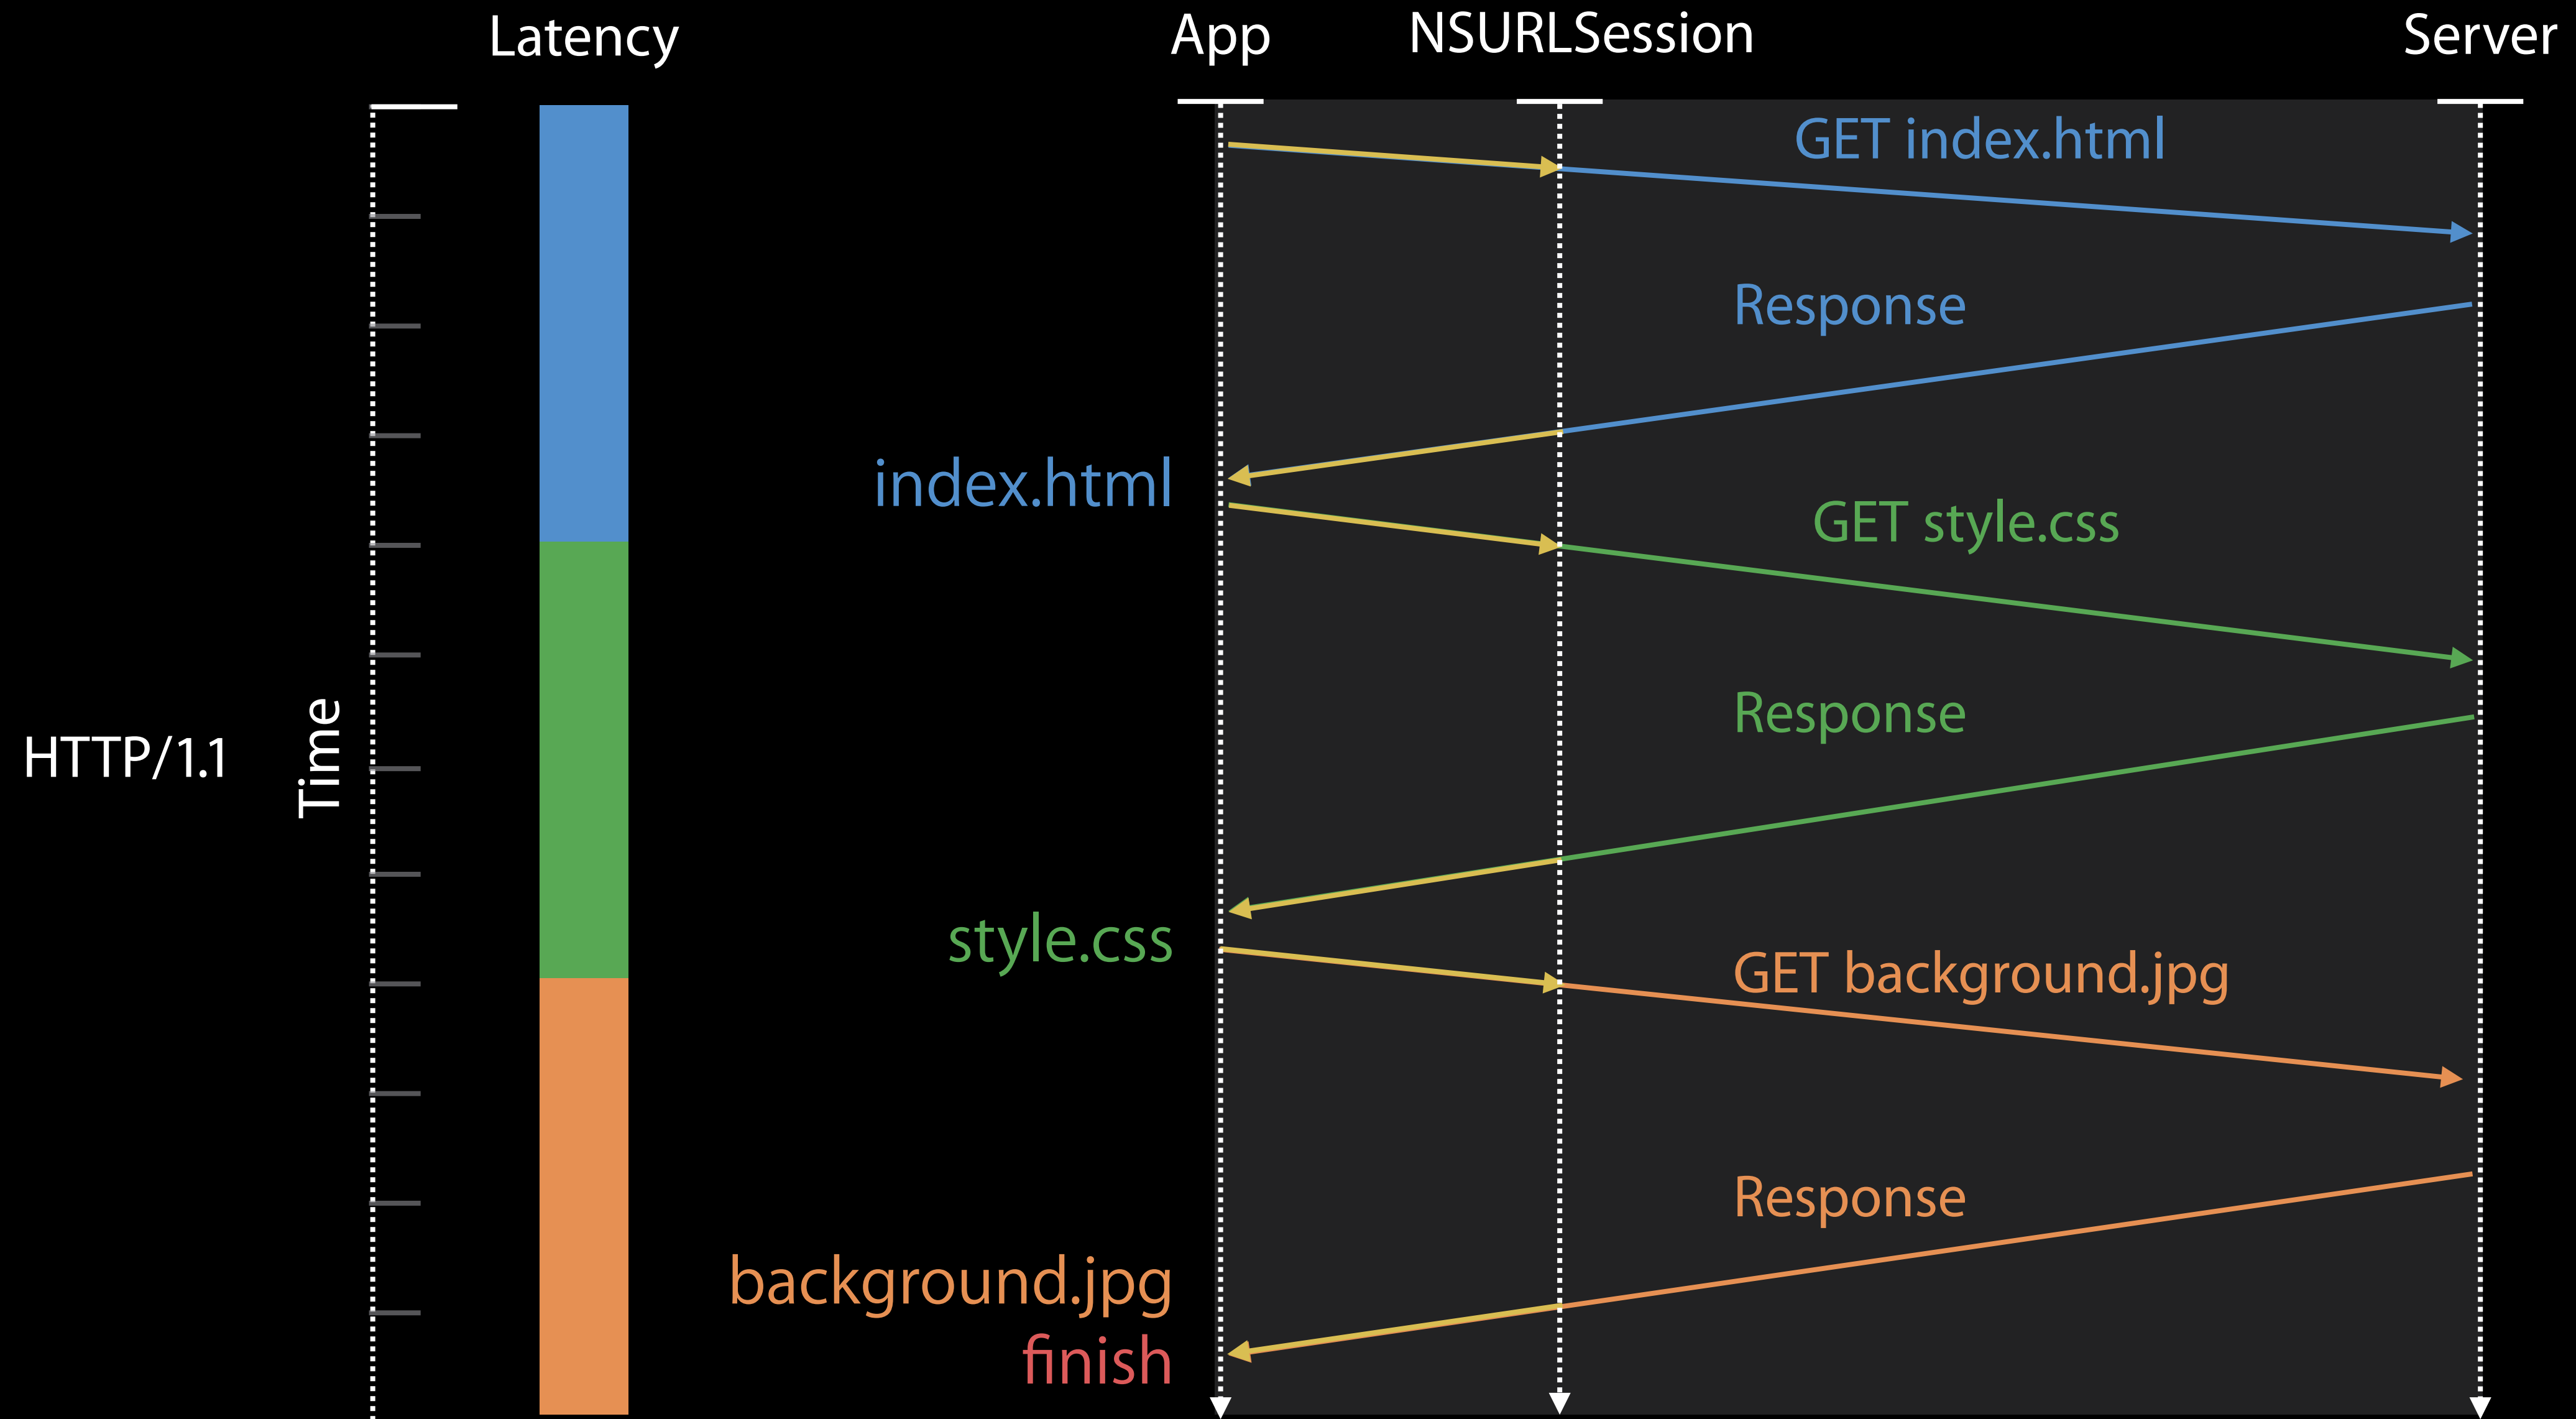 Latency
App
NSURLSession
Server
GET index.html
Response
index.html
GET style.css
Response
HTTP/1.1
Time
style.css
GET background.jpg
Response
background.jpg
finish